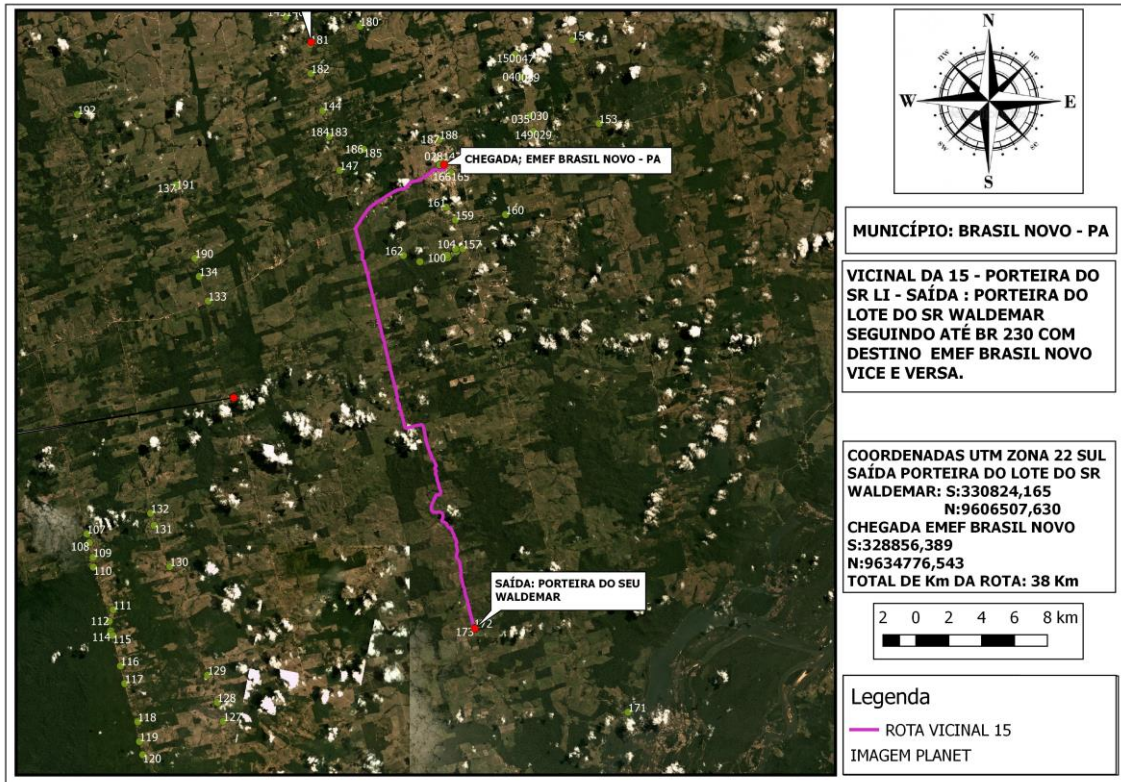 180
181
182
15
150047
040049
192
144
035 030
153
184183
149029
187 188
186 185
CHEGADA; EMEF BRASIL NOVO - PA
147
166165
137 191
161
160
159
162
104 157
100
190
134
133
132
131
107
108
109
110
130
111
112
114 115
SAÍDA: PORTEIRA DO SEU
WALDEMAR
172
173
116
117
129
128
127
171
118
119
120
N
nw ne
W E
sw se
S
MUNICÍPIO: BRASIL NOVO - PA
VICINAL DA 15 - PORTEIRA DO
SR LI - SAÍDA : PORTEIRA DO
LOTE DO SR WALDEMAR
SEGUINDO ATÉ BR 230 COM
DESTINO EMEF BRASIL NOVO
VICE E VERSA.
COORDENADAS UTM ZONA 22 SUL
SAÍDA PORTEIRA DO LOTE DO SR
WALDEMAR: S:330824,165
N:9606507,630
CHEGADA EMEF BRASIL NOVO
S:328856,389
N:9634776,543
TOTAL DE Km DA ROTA: 38 Km
2 0 2 4 6 8 km
Legenda
ROTA VICINAL 15
IMAGEM PLANET